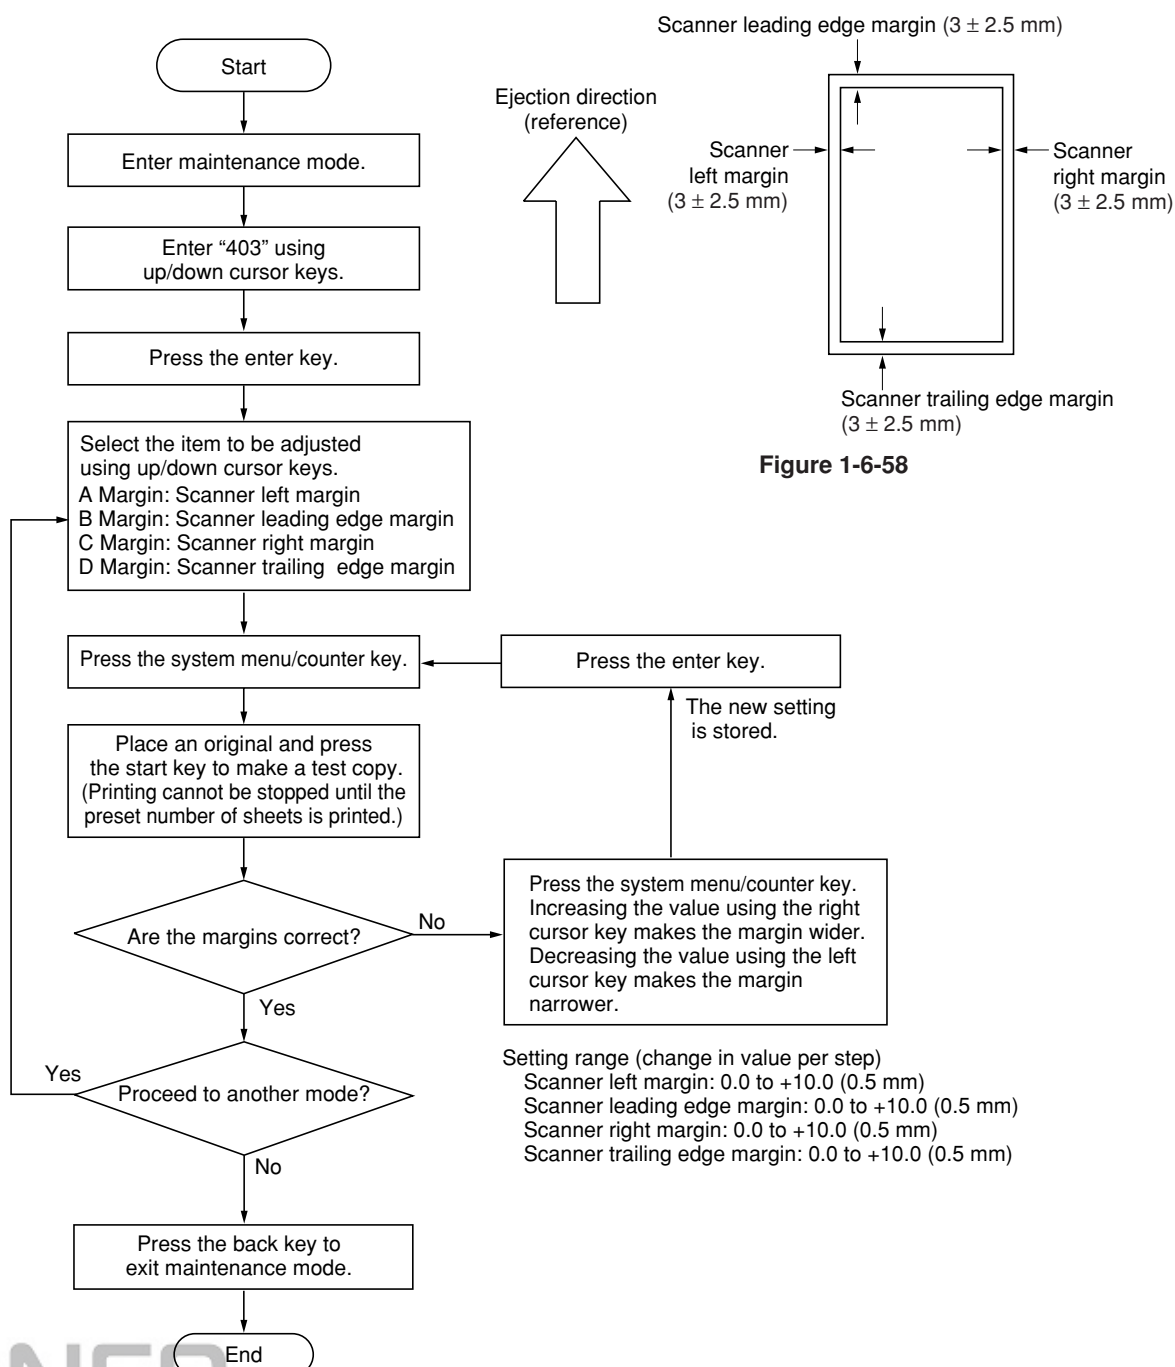 Start
Enter maintenance mode.
Enter “403” using
up/down cursor keys.
Press the enter key.
Select the item to be adjusted
using up/down cursor keys.
A Margin: Scanner left margin
B Margin: Scanner leading edge margin
C Margin: Scanner right margin
D Margin: Scanner trailing edge margin
Press the system menu/counter key.
Press the enter key.
The new setting
is stored.
Place an original and press
the start key to make a test copy.
(Printing cannot be stopped until the
preset number of sheets is printed.)
Are the margins correct?
No
Yes
Press the system menu/counter key.
Increasing the value using the right
cursor key makes the margin wider.
Decreasing the value using the left
cursor key makes the margin
narrower.
Proceed to another mode?
Yes
No
Press the back key to
exit maintenance mode.
End
Setting range (change in value per step)
Scanner left margin: 0.0 to +10.0 (0.5 mm)
Scanner leading edge margin: 0.0 to +10.0 (0.5 mm)
Scanner right margin: 0.0 to +10.0 (0.5 mm)
Scanner trailing edge margin: 0.0 to +10.0 (0.5 mm)
Scanner leading edge margin (3 ± 2.5 mm)
Ejection direction
(reference)
Scanner
left margin
(3 ± 2.5 mm)
Scanner
right margin
(3 ± 2.5 mm)
Scanner trailing edge margin
(3 ± 2.5 mm)
Figure 1-6-58